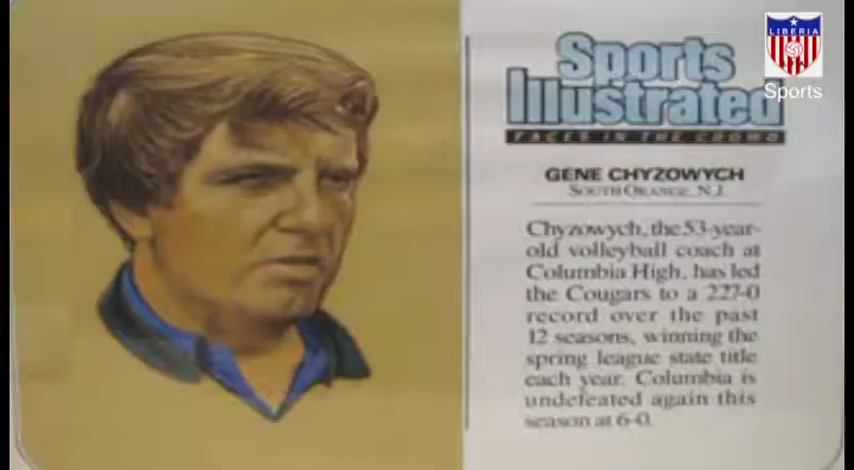 LIBERIA
Sports
Sports
Illustrated
FACES IN THE CROWD
GENE CHYZOWYCH
SOUTH ORANGE, N.J.
Chyzowych, the 53-year-
old volleyball coach at
Columbia High, has led
the Cougars to a 227-0
record over the past
12 seasons, winning the
spring league state title
each year. Columbia is
undefeated again this
season at 6-0.